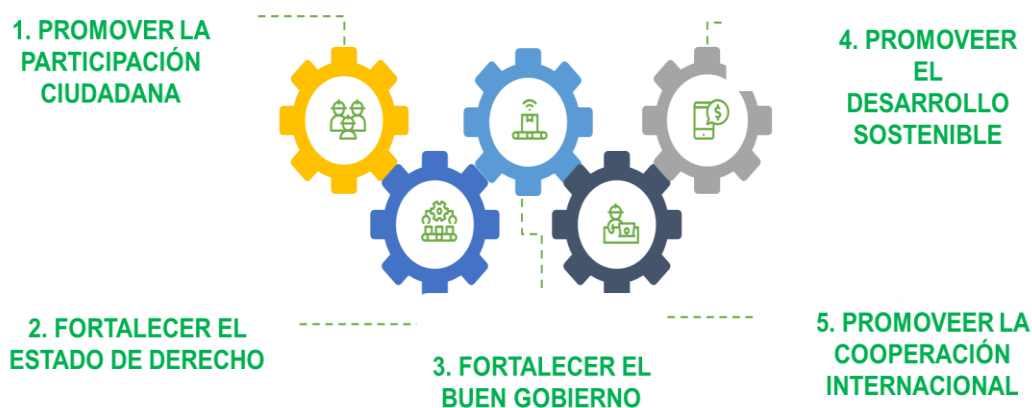 1. PROMOVER LA
PARTICIPACIÓN
CIUDADANA
2. FORTALECER EL
ESTADO DE DERECHO
3. FORTALECER EL
BUEN GOBIERNO
4. PROMOVEER
EL
DESARROLLO
SOSTENIBLE
$
5. PROMOVEER LA
COOPERACIÓN
INTERNACIONAL